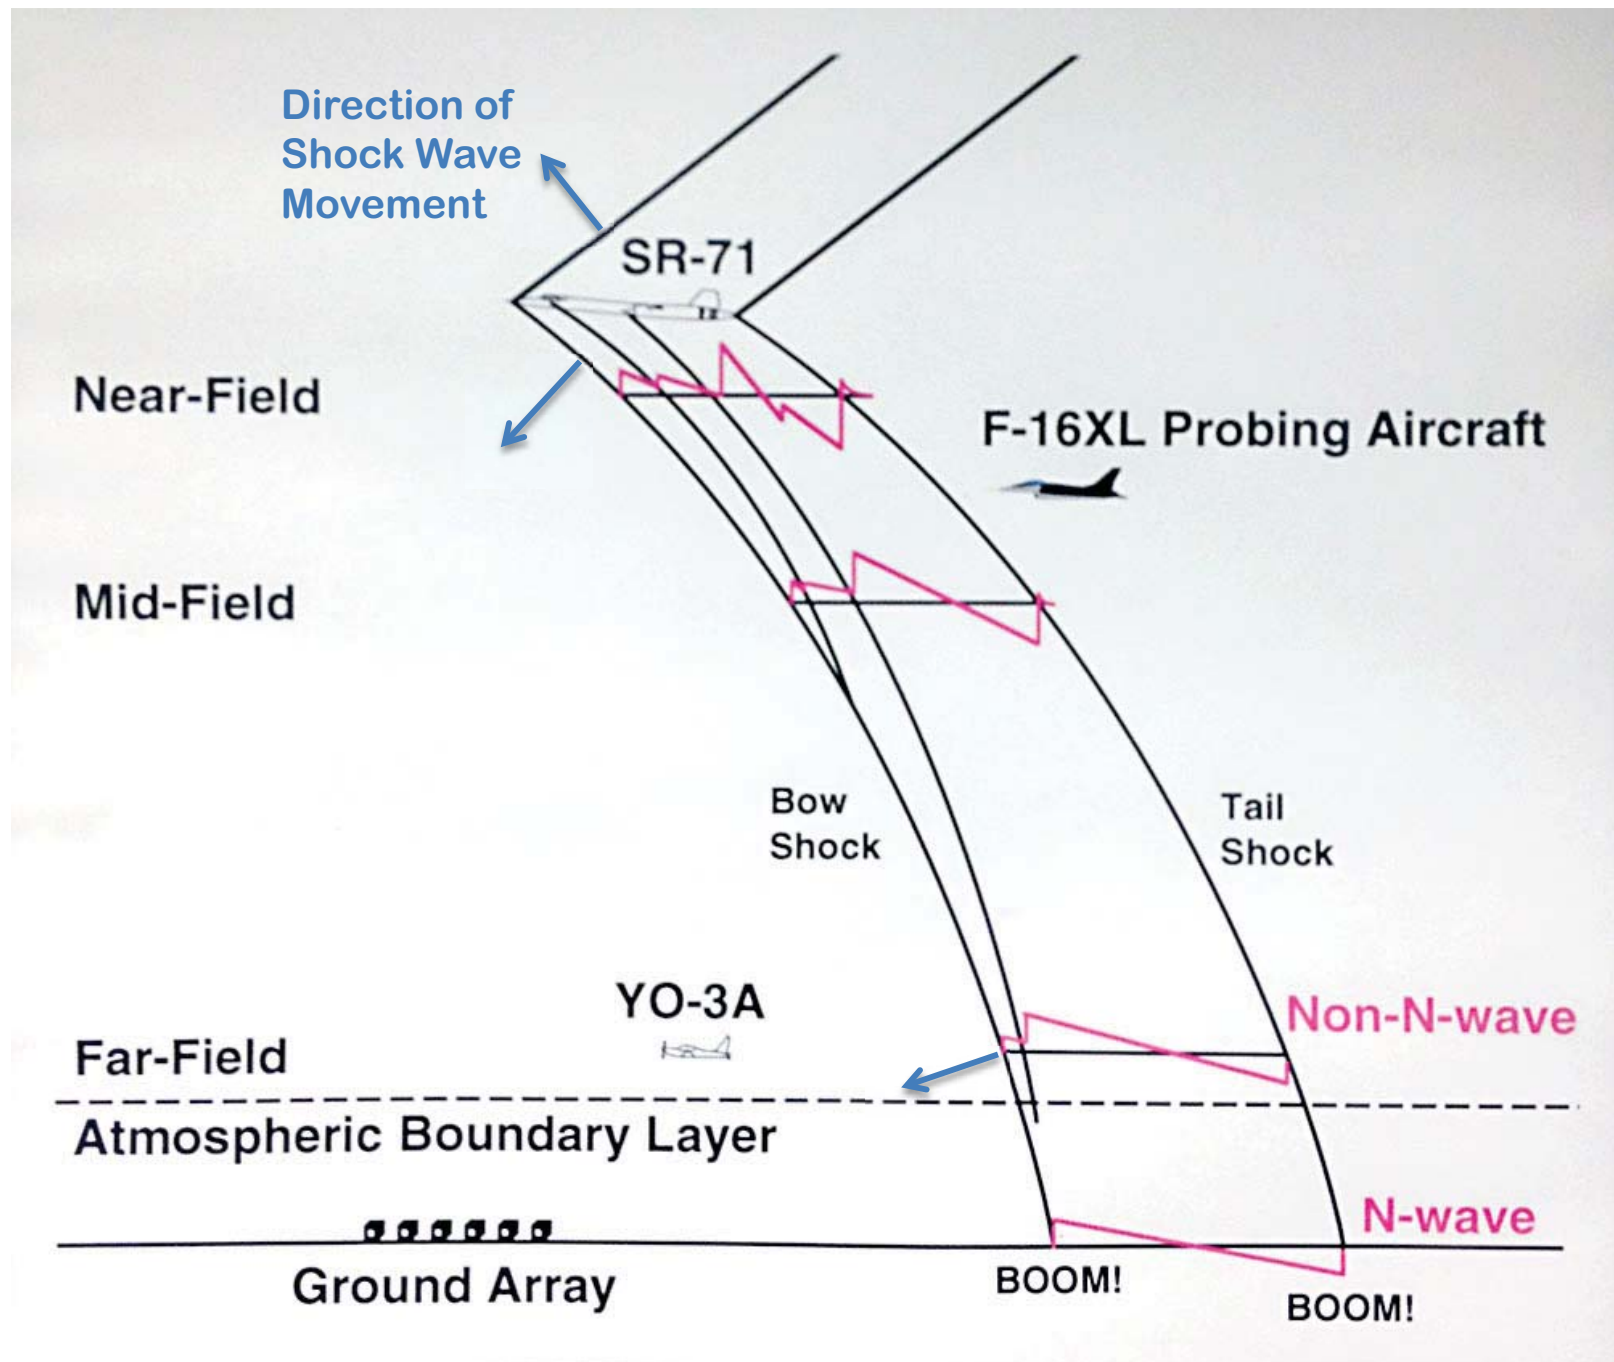 Direction of
Shock Wave
Movement
SR-71
Near-Field
F-16XL Probing Aircraft
Mid-Field
Bow
Shock
Tail
Shock
YO-3A
Non-N-wave
Far-Field
Atmospheric Boundary Layer
N-wave
Ground Array
BOOM!
BOOM!